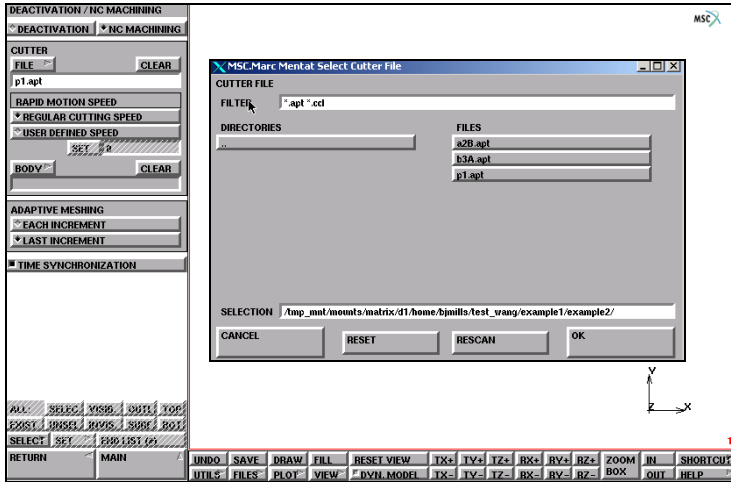 DEACTIVATION / NC MACHINING
DEACTIVATION NC MACHINING
CUTTER
FILE CLEAR
p1.apt
RAPID MOTION SPEED
REGULAR CUTTING SPEED
USER DEFINED SPEED
SET
BODY CLEAR
ADAPTIVE MESHING
EACH INCREMENT
LAST INCREMENT
TIME SYNCHRONIZATION
ALL: SELEC. VISIB. OUTL. TOP
EXIST. UNSEL. INVIS. SURF. BOT.
SELECT SET END LIST (#)
RETURN MAIN
MSC
MSC.Marc Mentat Select Cutter File
CUTTER FILE
FILTER *.apt *.ccl
DIRECTORIES FILES
.. a2B.apt
b3A.apt
p1.apt
SELECTION /tmp_mnt/mounts/matrix/d1/home/bjmills/test_wang/example1/example2/
CANCEL RESET RESCAN OK
Y
Z X
1
UNDO SAVE DRAW FILL RESET VIEW TX+ TY+ TZ+ RX+ RY+ RZ+ ZOOM BOX IN SHORTCUT
UTILS FILES PLOT VIEW DYN. MODEL TX- TY- TZ- RX- RY- RZ- OUT HELP